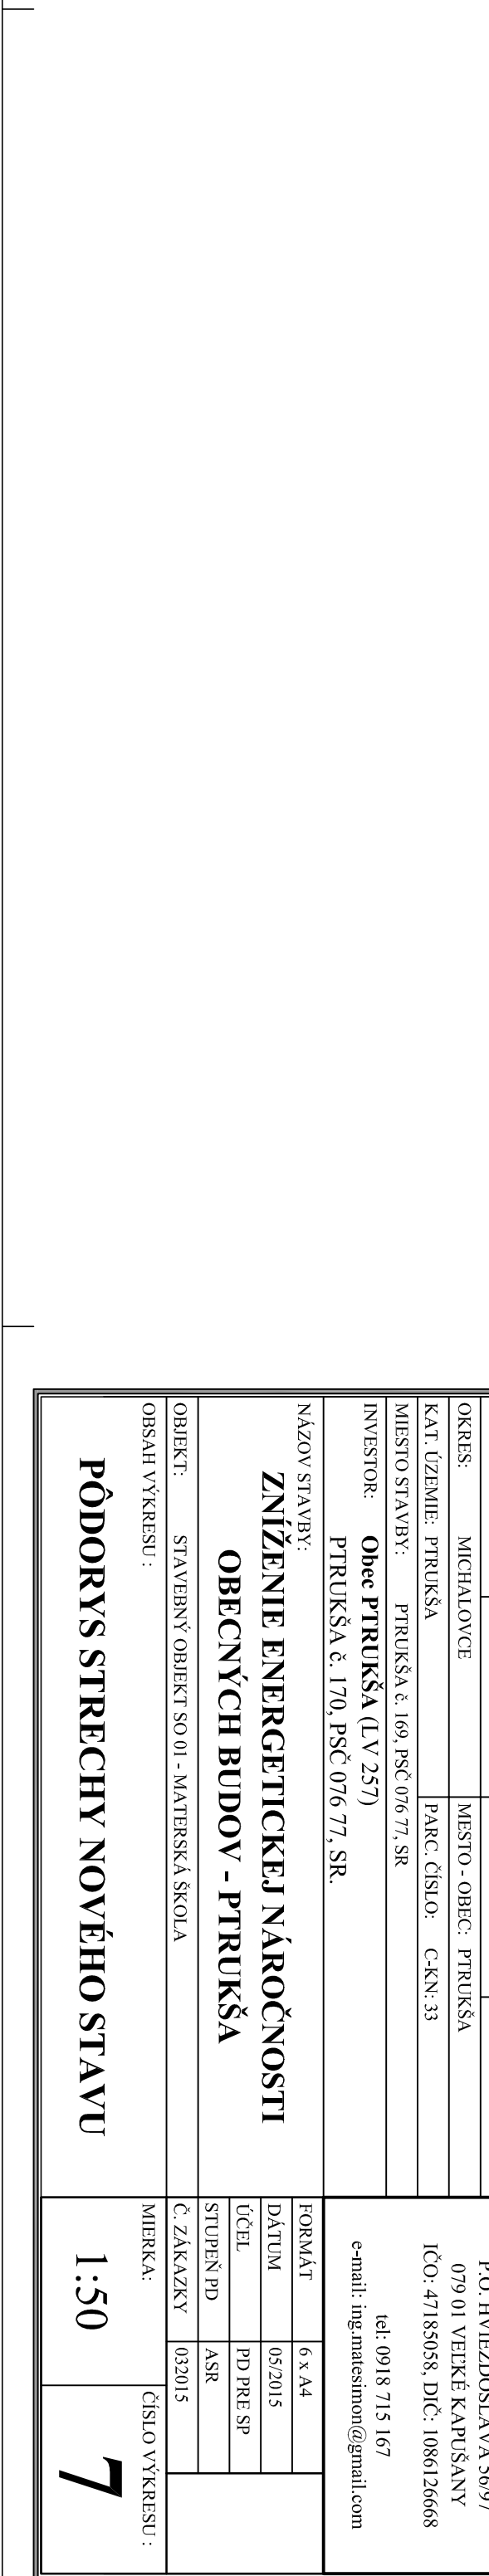 P.O. HVIEZDOSLAVA 56/97
079 01 VEĽKÉ KAPUŠANY
IČO: 47185058, DIČ: 1086126668
tel: 0918 715 167
e-mail: ing.matesimon@gmail.com
OKRES: MICHALOVCE MESTO - OBEC: PTRUKŠA
KAT. ÚZEMIE: PTRUKŠA PARC. ČÍSLO: C-KN: 33
MIESTO STAVBY: PTRUKŠA č. 169, PSČ 076 77, SR
INVESTOR: Obec PTRUKŠA (LV 257)
PTRUKŠA č. 170, PSČ 076 77, SR.
NÁZOV STAVBY:
ZNÍŽENIE ENERGETICKEJ NÁROČNOSTI
OBECNÝCH BUDOV - PTRUKŠA
FORMÁT 6 x A4
DÁTUM 05/2015
ÚČEL PD PRE SP
STUPEŇ PD ASR
OBJEKT: STAVEBNÝ OBJEKT SO 01 - MATERSKÁ ŠKOLA
Č. ZÁKAZKY 032015
OBSAH VÝKRESU :
PÔDORYS STRECHY NOVÉHO STAVU
MIERKA:
1:50
ČÍSLO VÝKRESU :
7